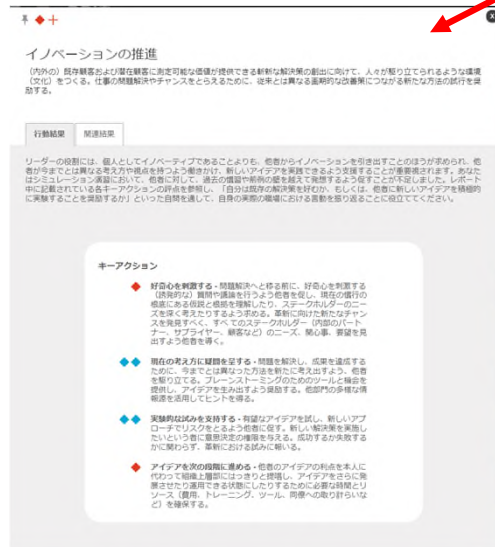 イノベーションの推進
(内外の) 既存顧客および潜在顧客に測定可能な価値が提供できる斬新な解決策の創出に向けて、人々が駆り立てられるような環境
(文化) をつくる。仕事の問題解決やチャンスをとらえるために、従来とは異なる画期的な改善策につながる新たな方法の試行を奨
励する。
行動結果 関連結果
リーダーの役割には、個人としてイノベーティブであることよりも、他者からイノベーションを引き出すことのほうが求められ、他
者が今までとは異なる考え方や視点を持つよう働きかけ、新しいアイデアを実践できるよう支援することが重要視されます。あなた
はシミュレーション演習において、他者に対して、過去の慣習や前例の壁を越えて発想するよう促すことが不足しました。レポート
中に記載されている各キーアクションの評点を参照し、「自分は既存の解決策を好むか、もしくは、他者に新しいアイデアを積極的
に実験することを奨励するか」といった自問を通して、自身の実際の職場における言動を振り返ることに役立ててください。
キーアクション
好奇心を刺激する - 問題解決へと移る前に、好奇心を刺激する
(誘発的な) 質問や議論を行うよう他者を促し、現在の慣行の
根底にある仮説と根拠を理解したり、ステークホルダーのニー
ズを深く考えたりするよう求める。革新に向けた新たなチャン
スを発見すべく、すべてのステークホルダー (内部のパート
ナー、サプライヤー、顧客など) のニーズ、関心事、要望を見
出すよう他者を導く。
現在の考え方に疑問を呈する - 問題を解決し、成果を達成する
ために、今までとは異なった方法を新たに考え出すよう、他者
を駆り立てる。ブレーンストーミングのためのツールと機会を
提供し、アイデアを生み出すよう奨励する。他部門の多様な情
報源を活用してヒントを得る。
実験的な試みを支持する - 有望なアイデアを試し、新しいアプ
ローチでリスクをとるよう他者に促す。新しい解決策を実施し
たいという者に意思決定の権限を与える。成功するか失敗する
かに関わらず、革新における試みに報いる。
アイデアを次の段階に進める - 他者のアイデアの利点を本人に
代わって組織上層部にはっきりと提唱し、アイデアをさらに発
展させたり運用できる状態にしたりするために必要な時間とリ
ソース (費用、トレーニング、ツール、同僚への取り計らいな
ど) を確保する。